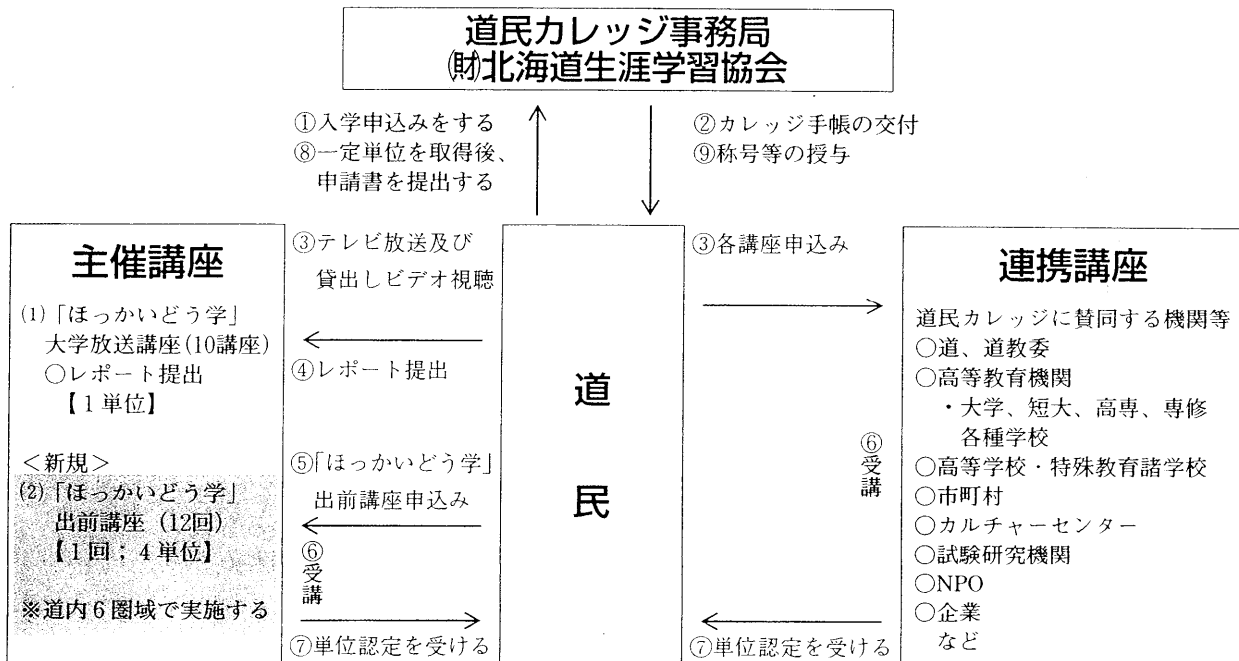 道民カレッジ事務局
㈶北海道生涯学習協会
①入学申込みをする
⑧一定単位を取得後、
申請書を提出する
②カレッジ手帳の交付
⑨称号等の授与
主催講座
⑴「ほっかいどう学」
大学放送講座(10講座)
○レポート提出
【１単位】
＜新規＞
⑵「ほっかいどう学」
出前講座（12回）
【１回；４単位】
※道内６圏域で実施する
③テレビ放送及び
貸出しビデオ視聴
④レポート提出
⑤「ほっかいどう学」
出前講座申込み
⑥受講
⑦単位認定を受ける
道民
③各講座申込み
⑥受講
⑦単位認定を受ける
連携講座
道民カレッジに賛同する機関等
○道、道教委
○高等教育機関
・大学、短大、高専、専修
各種学校
○高等学校・特殊教育諸学校
○市町村
○カルチャーセンター
○試験研究機関
○NPO
○企業
など